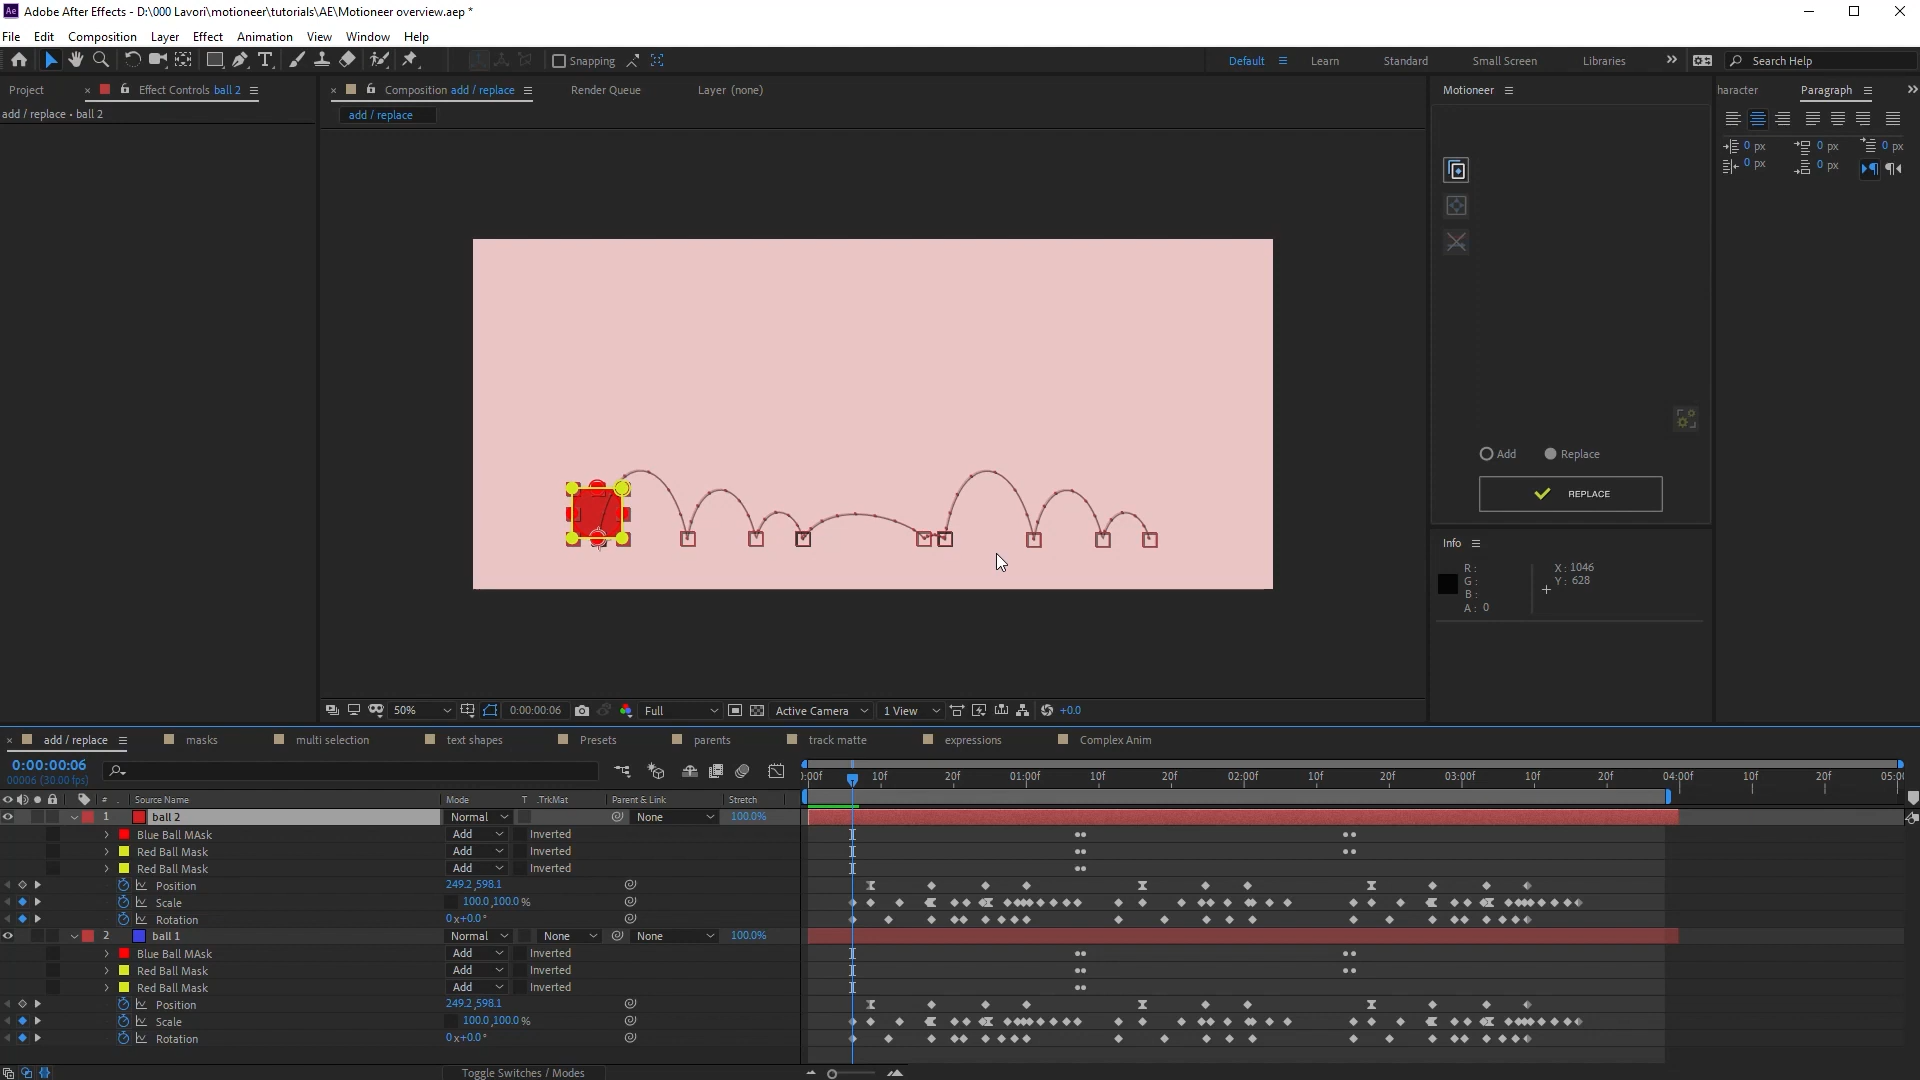 Ae Adobe After Effects - D:\000 Lavori\motioneer\tutorials\AE\Motioneer overview.aep *
File Edit Composition Layer Effect Animation View Window Help
Snapping Default Learn Standard Small Screen Libraries Search Help
Project Effect Controls ball 2 Composition add / replace Render Queue Layer (none) Motioneer haracter Paragraph
add / replace • ball 2
add / replace
0 px 0 px 0 px
0 px 0 px
Add Replace
REPLACE
Info
R : X : 1046
G : Y : 628
B :
A : 0
50% 0:00:00:06 Full Active Camera 1 View +0.0
add / replace masks multi selection text shapes Presets parents track matte expressions Complex Anim
0:00:00:06
00006 (30.00 fps)
):00f 10f 20f 01:00f 10f 20f 02:00f 10f 20f 03:00f 10f 20f 04:00f 10f 20f 05:00
# . Source Name Mode T .TrkMat Parent & Link Stretch
1 ball 2 Normal None 100.0%
Blue Ball MAsk Add Inverted
Red Ball Mask Add Inverted
Red Ball Mask Add Inverted
Position 249.2,598.1
Scale 100.0,100.0 %
Rotation 0 x+0.0 °
2 ball 1 Normal None None 100.0%
Blue Ball MAsk Add Inverted
Red Ball Mask Add Inverted
Red Ball Mask Add Inverted
Position 249.2,598.1
Scale 100.0,100.0 %
Rotation 0 x+0.0 °
Toggle Switches / Modes